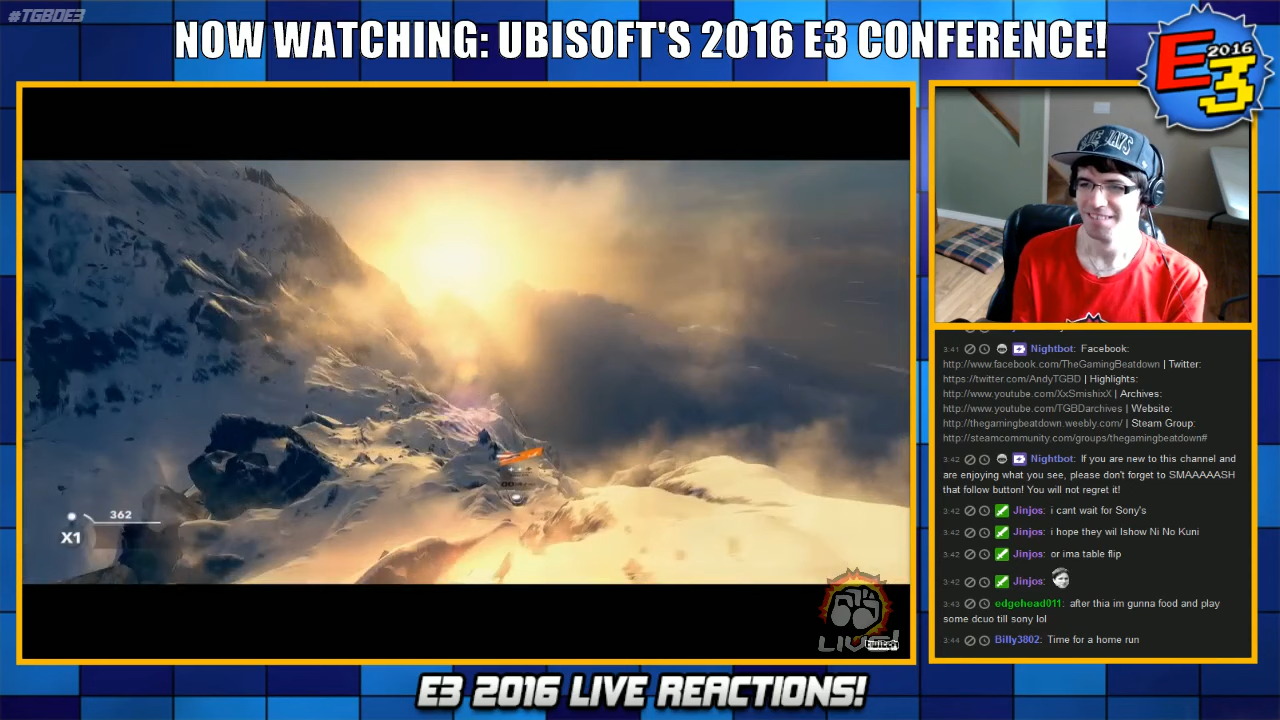 #TGBDE3
NOW WATCHING: UBISOFT'S 2016 E3 CONFERENCE!
E3 2016
BLUE JAYS
362
X1
LIVE!
twitch
3:41 Nightbot: Facebook:
http://www.facebook.com/TheGamingBeatdown | Twitter:
https://twitter.com/AndyTGBD | Highlights:
http://www.youtube.com/XxSmishixX | Archives:
http://www.youtube.com/TGBDarchives | Website:
http://thegamingbeatdown.weebly.com/ | Steam Group:
http://steamcommunity.com/groups/thegamingbeatdown#
3:42 Nightbot: If you are new to this channel and
are enjoying what you see, please don't forget to SMAAAAASH
that follow button! You will not regret it!
3:42 Jinjos: i cant wait for Sony's
3:42 Jinjos: i hope they wil lshow Ni No Kuni
3:42 Jinjos: or ima table flip
3:42 Jinjos:
3:43 edgehead011: after thia im gunna food and play
some dcuo till sony lol
3:44 Billy3802: Time for a home run
E3 2016 LIVE REACTIONS!